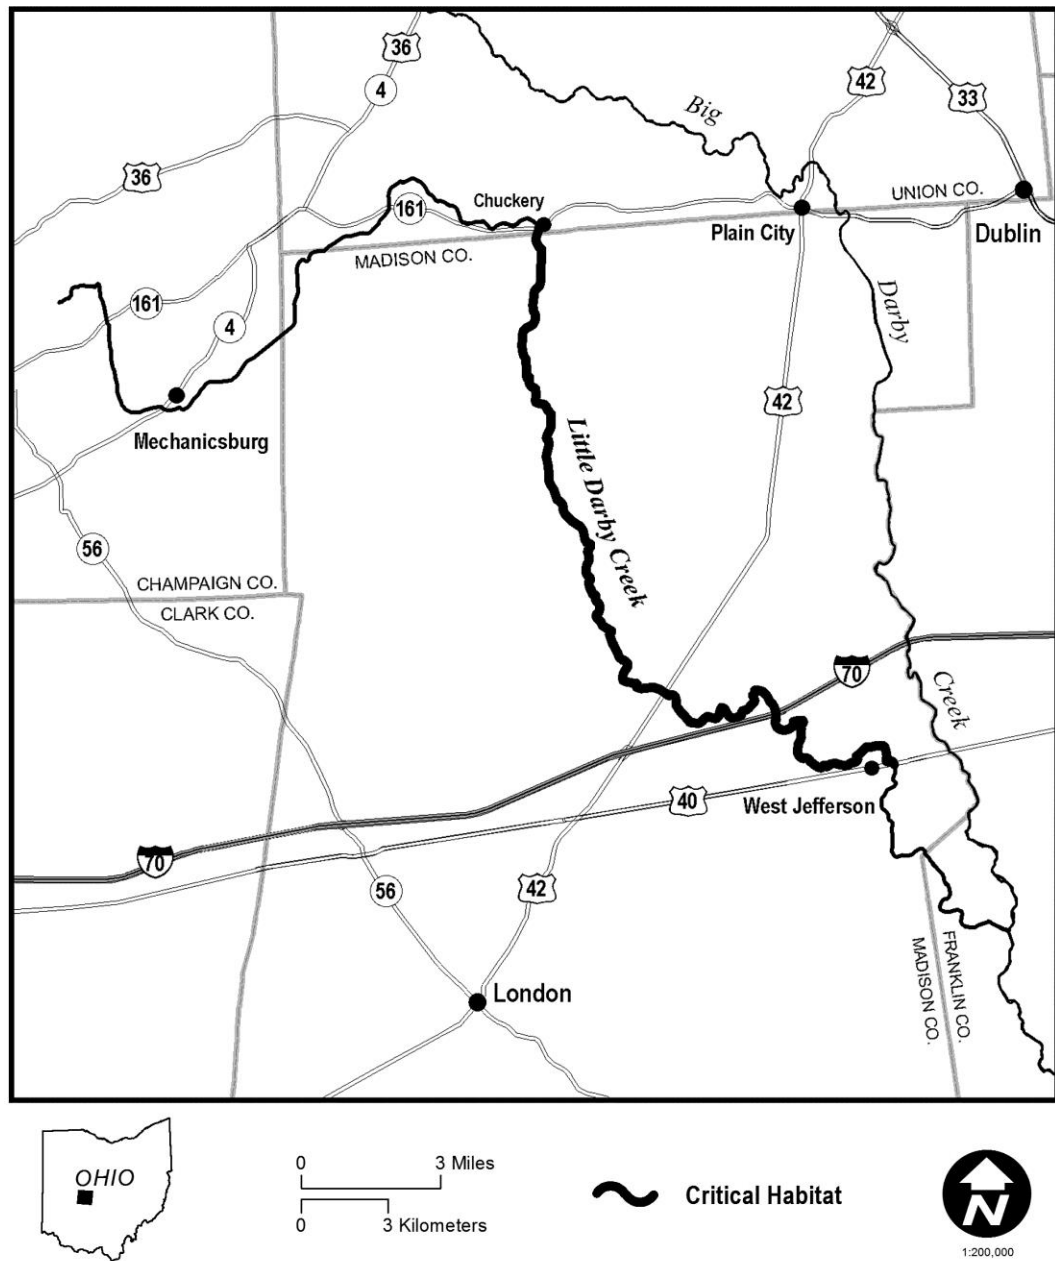 36
4
Big
42
33
36
Chuckery
161
UNION CO.
Plain City
Dublin
MADISON CO.
161
4
Darby
42
Mechanicsburg
Little Darby Creek
56
CHAMPAIGN CO.
CLARK CO.
70
Creek
40
West Jefferson
70
56
42
FRANKLIN CO.
MADISON CO.
London
OHIO
0 3 Miles
0 3 Kilometers
Critical Habitat
N
1:200,000